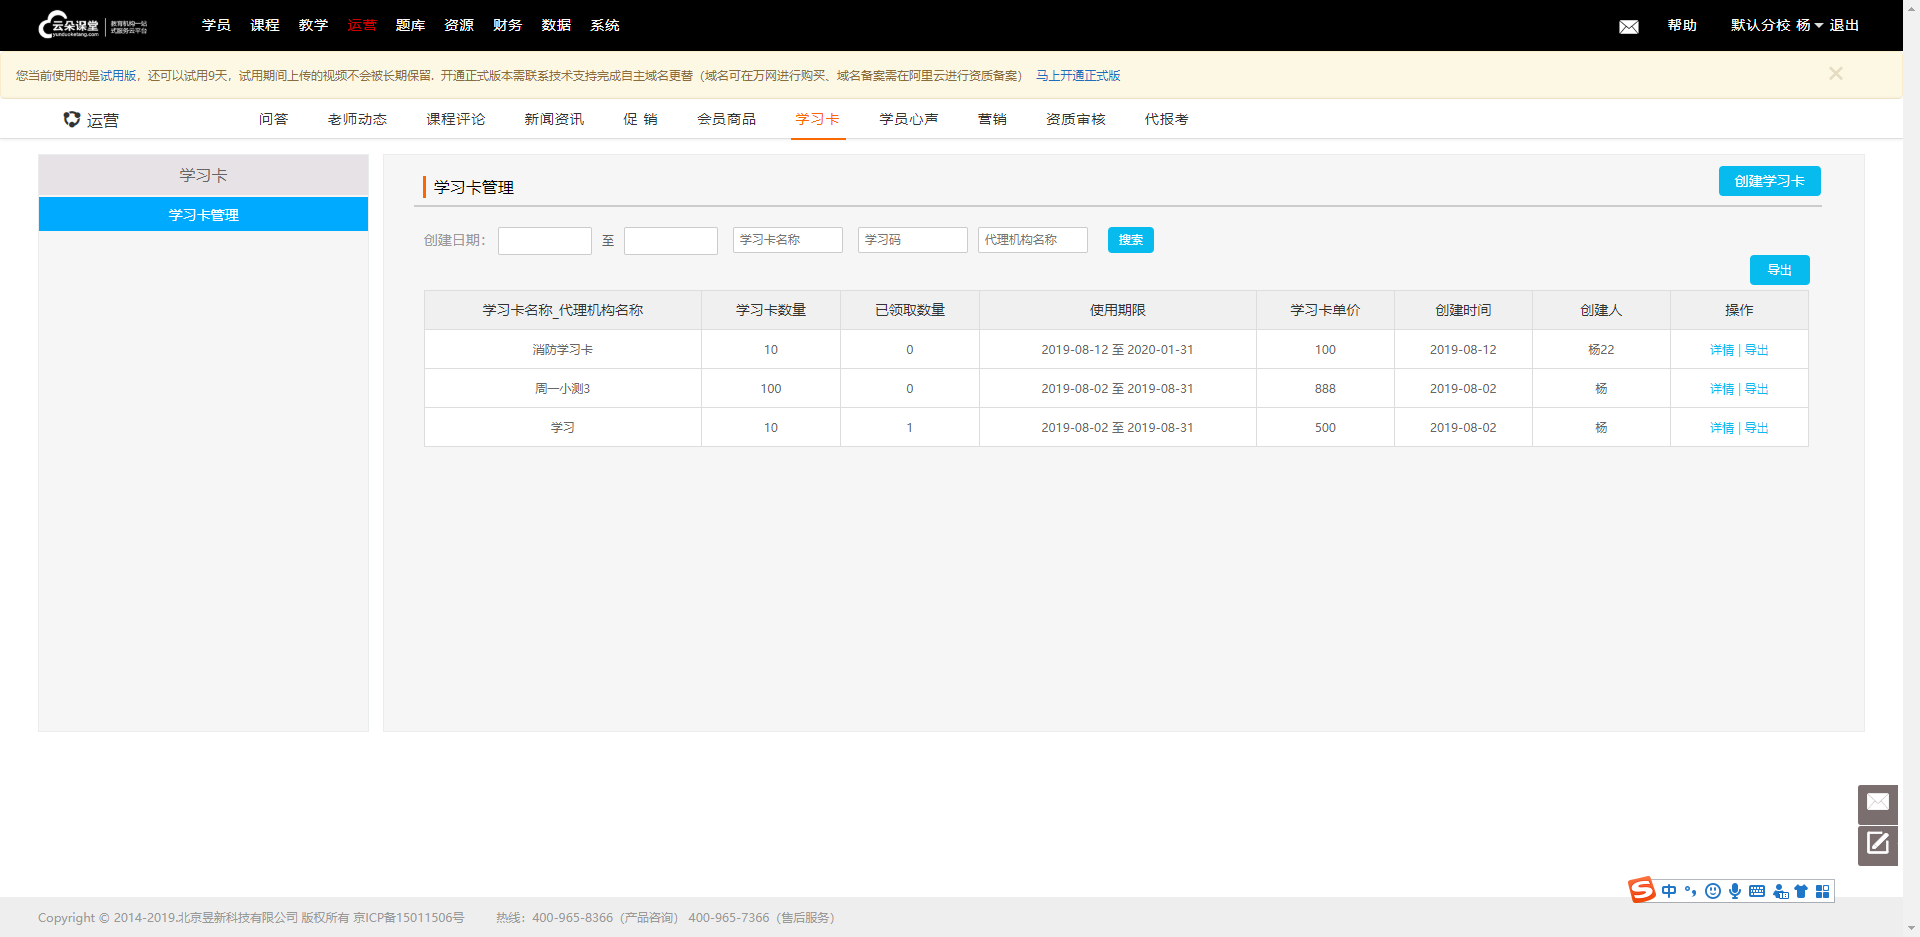 云朵课堂 yunduoketang.com 教育机构一站式服务云平台 学员 课程 教学 运营 题库 资源 财务 数据 系统 帮助 默认分校 杨 退出
您当前使用的是试用版，还可以试用9天，试用期间上传的视频不会被长期保留. 开通正式版本需联系技术支持完成自主域名更替（域名可在万网进行购买、域名备案需在阿里云进行资质备案） 马上开通正式版 ×
运营 问答 老师动态 课程评论 新闻资讯 促 销 会员商品 学习卡 学员心声 营销 资质审核 代报考
学习卡
学习卡管理
学习卡管理 创建学习卡
创建日期： 至 学习卡名称 学习码 代理机构名称 搜索
导出
学习卡名称_代理机构名称 学习卡数量 已领取数量 使用期限 学习卡单价 创建时间 创建人 操作
消防学习卡 10 0 2019-08-12 至 2020-01-31 100 2019-08-12 杨22 详情 | 导出
周一小测3 100 0 2019-08-02 至 2019-08-31 888 2019-08-02 杨 详情 | 导出
学习 10 1 2019-08-02 至 2019-08-31 500 2019-08-02 杨 详情 | 导出
S 中
Copyright © 2014-2019.北京昱新科技有限公司 版权所有 京ICP备15011506号 热线：400-965-8366（产品咨询） 400-965-7366（售后服务）